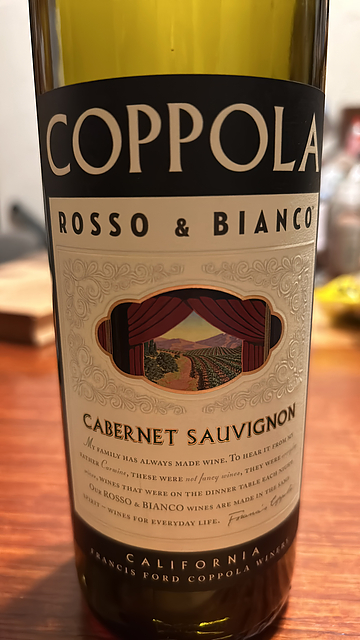 COPPOLA
ROSSO & BIANCO
CABERNET SAUVIGNON
MY FAMILY HAS ALWAYS MADE WINE. TO HEAR IT FROM MY
FATHER Carmine, THESE WERE not fancy wines, THEY WERE
wines, WINES THAT WERE ON THE DINNER TABLE EACH
OUR ROSSO & BIANCO WINES ARE MADE IN THE SAME
SPIRIT – WINES FOR EVERYDAY LIFE.
CALIFORNIA
FRANCIS FORD COPPOLA WINERY